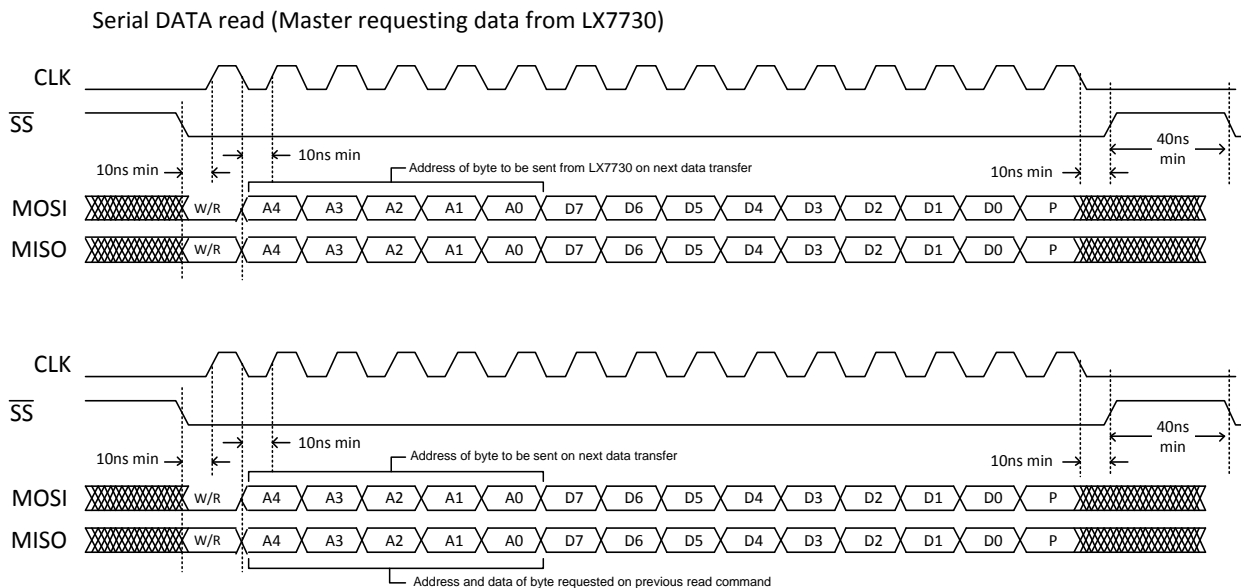 Serial DATA read (Master requesting data from LX7730)
CLK
SS
10ns min
10ns min
Address of byte to be sent from LX7730 on next data transfer
10ns min
40ns
min
MOSI W/R A4 A3 A2 A1 A0 D7 D6 D5 D4 D3 D2 D1 D0 P
MISO W/R A4 A3 A2 A1 A0 D7 D6 D5 D4 D3 D2 D1 D0 P
CLK
SS
10ns min
10ns min
Address of byte to be sent on next data transfer
10ns min
40ns
min
MOSI W/R A4 A3 A2 A1 A0 D7 D6 D5 D4 D3 D2 D1 D0 P
MISO W/R A4 A3 A2 A1 A0 D7 D6 D5 D4 D3 D2 D1 D0 P
Address and data of byte requested on previous read command